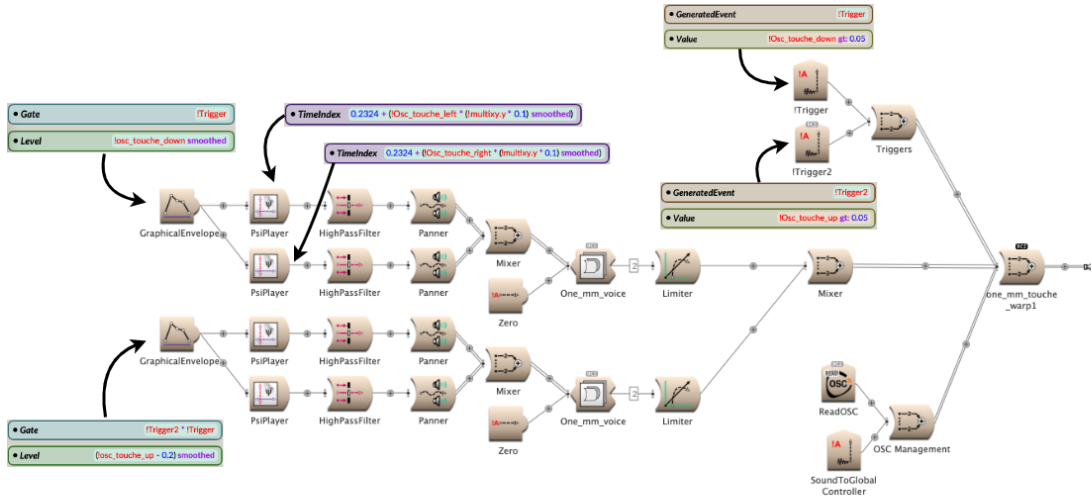 GeneratedEvent !Trigger
Value !Osc_touche_down gt: 0.05
!A
!Trigger
!A
!Trigger2
Triggers
GeneratedEvent !Trigger2
Value !Osc_touche_up gt: 0.05
Gate !Trigger
Level !osc_touche_down smoothed
TimeIndex 0.2324 + (!Osc_touche_left * (!multixy.y * 0.1) smoothed)
TimeIndex 0.2324 + (!Osc_touche_right * (!multixy.y * 0.1) smoothed)
GraphicalEnvelope
PsiPlayer
HighPassFilter
Panner
PsiPlayer
HighPassFilter
Panner
Mixer
!A
Zero
One_mm_voice
2
Limiter
Mixer
one_mm_touche
_warp1
GraphicalEnvelope
PsiPlayer
HighPassFilter
Panner
PsiPlayer
HighPassFilter
Panner
Mixer
!A
Zero
One_mm_voice
2
Limiter
READ
OSC
ReadOSC
!A
SoundToGlobal
Controller
OSC Management
Gate !Trigger2 * !Trigger
Level (!osc_touche_up - 0.2) smoothed